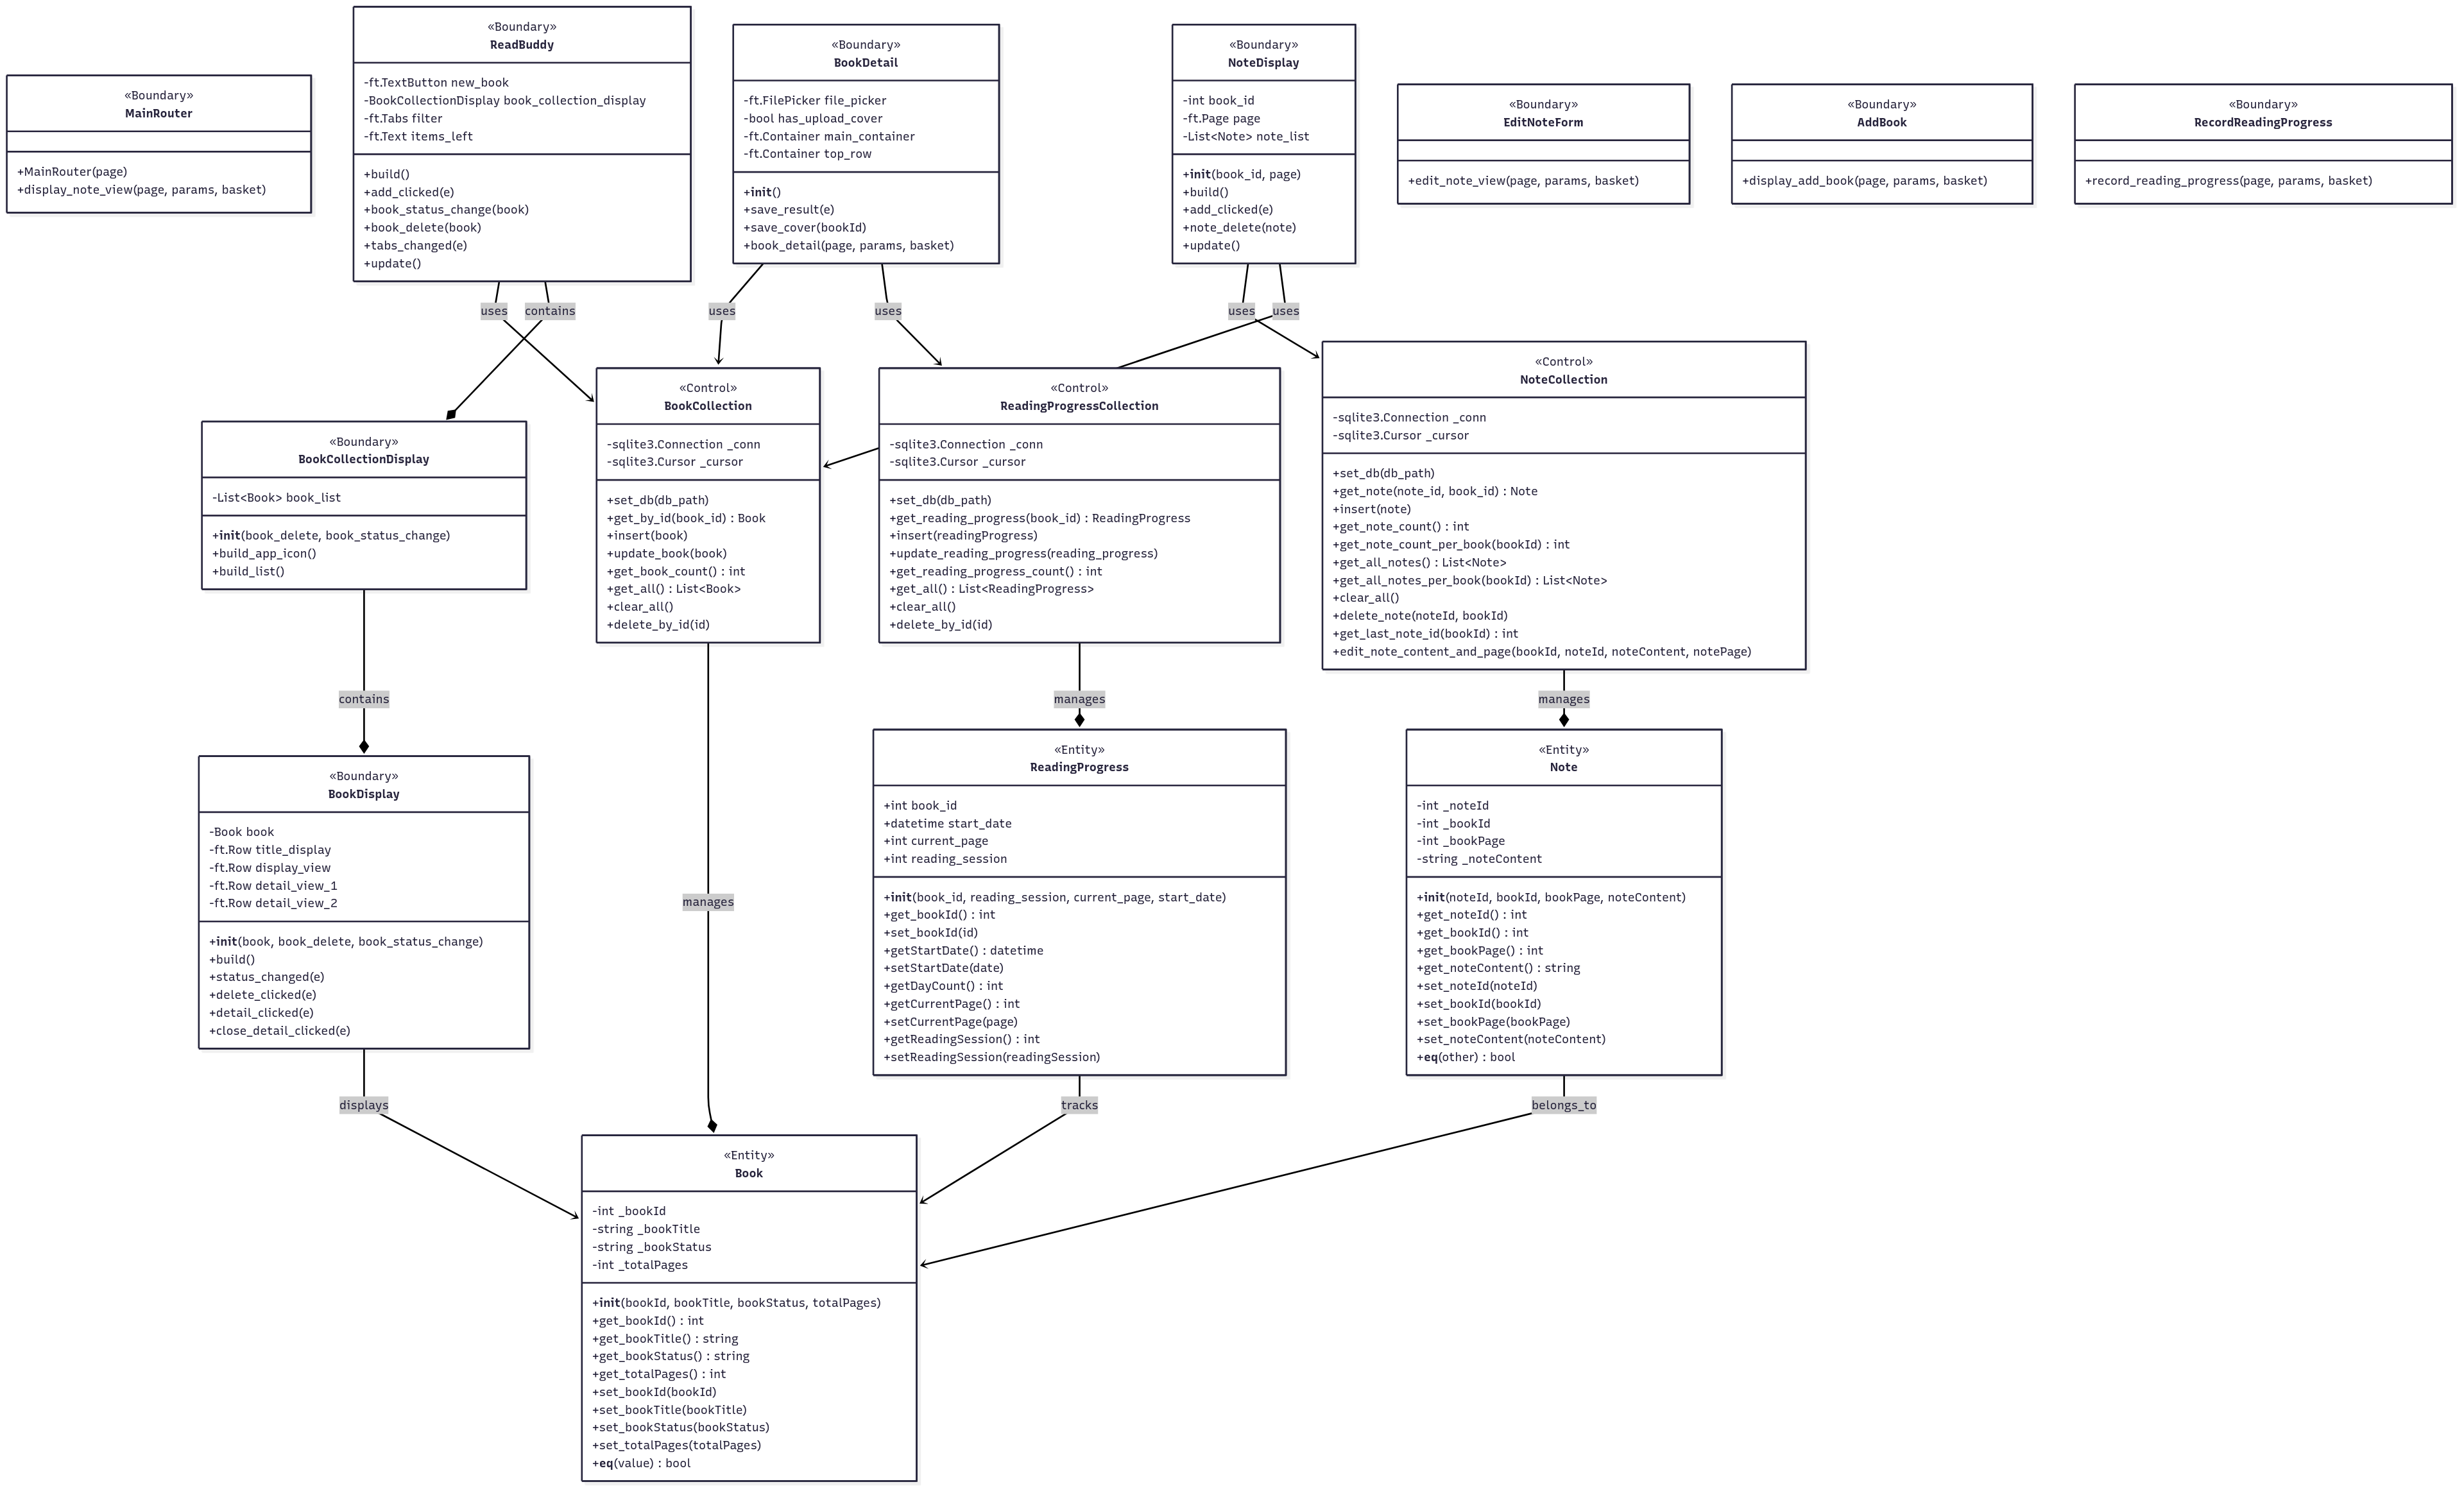 «Boundary»
MainRouter
+MainRouter(page)
+display_note_view(page, params, basket)
«Boundary»
ReadBuddy
-ft.TextButton new_book
-BookCollectionDisplay book_collection_display
-ft.Tabs filter
-ft.Text items_left
+build()
+add_clicked(e)
+book_status_change(book)
+book_delete(book)
+tabs_changed(e)
+update()
«Boundary»
BookDetail
-ft.FilePicker file_picker
-bool has_upload_cover
-ft.Container main_container
-ft.Container top_row
+init()
+save_result(e)
+save_cover(bookId)
+book_detail(page, params, basket)
«Boundary»
NoteDisplay
-int book_id
-ft.Page page
-List<Note> note_list
+init(book_id, page)
+build()
+add_clicked(e)
+note_delete(note)
+update()
«Boundary»
EditNoteForm
+edit_note_view(page, params, basket)
«Boundary»
AddBook
+display_add_book(page, params, basket)
«Boundary»
RecordReadingProgress
+record_reading_progress(page, params, basket)
uses
contains
uses
uses
uses
uses
«Boundary»
BookCollectionDisplay
-List<Book> book_list
+init(book_delete, book_status_change)
+build_app_icon()
+build_list()
«Control»
BookCollection
-sqlite3.Connection _conn
-sqlite3.Cursor _cursor
+set_db(db_path)
+get_by_id(book_id) : Book
+insert(book)
+update_book(book)
+get_book_count() : int
+get_all() : List<Book>
+clear_all()
+delete_by_id(id)
«Control»
ReadingProgressCollection
-sqlite3.Connection _conn
-sqlite3.Cursor _cursor
+set_db(db_path)
+get_reading_progress(book_id) : ReadingProgress
+insert(readingProgress)
+update_reading_progress(reading_progress)
+get_reading_progress_count() : int
+get_all() : List<ReadingProgress>
+clear_all()
+delete_by_id(id)
«Control»
NoteCollection
-sqlite3.Connection _conn
-sqlite3.Cursor _cursor
+set_db(db_path)
+get_note(note_id, book_id) : Note
+insert(note)
+get_note_count() : int
+get_note_count_per_book(bookId) : int
+get_all_notes() : List<Note>
+get_all_notes_per_book(bookId) : List<Note>
+clear_all()
+delete_note(noteId, bookId)
+get_last_note_id(bookId) : int
+edit_note_content_and_page(bookId, noteId, noteContent, notePage)
contains
manages
manages
manages
«Boundary»
BookDisplay
-Book book
-ft.Row title_display
-ft.Row display_view
-ft.Row detail_view_1
-ft.Row detail_view_2
+init(book, book_delete, book_status_change)
+build()
+status_changed(e)
+delete_clicked(e)
+detail_clicked(e)
+close_detail_clicked(e)
«Entity»
ReadingProgress
+int book_id
+datetime start_date
+int current_page
+int reading_session
+init(book_id, reading_session, current_page, start_date)
+get_bookId() : int
+set_bookId(id)
+getStartDate() : datetime
+setStartDate(date)
+getDayCount() : int
+getCurrentPage() : int
+setCurrentPage(page)
+getReadingSession() : int
+setReadingSession(readingSession)
«Entity»
Note
-int _noteId
-int _bookId
-int _bookPage
-string _noteContent
+init(noteId, bookId, bookPage, noteContent)
+get_noteId() : int
+get_bookId() : int
+get_bookPage() : int
+get_noteContent() : string
+set_noteId(noteId)
+set_bookId(bookId)
+set_bookPage(bookPage)
+set_noteContent(noteContent)
+eq(other) : bool
displays
tracks
belongs_to
«Entity»
Book
-int _bookId
-string _bookTitle
-string _bookStatus
-int _totalPages
+init(bookId, bookTitle, bookStatus, totalPages)
+get_bookId() : int
+get_bookTitle() : string
+get_bookStatus() : string
+get_totalPages() : int
+set_bookId(bookId)
+set_bookTitle(bookTitle)
+set_bookStatus(bookStatus)
+set_totalPages(totalPages)
+eq(value) : bool